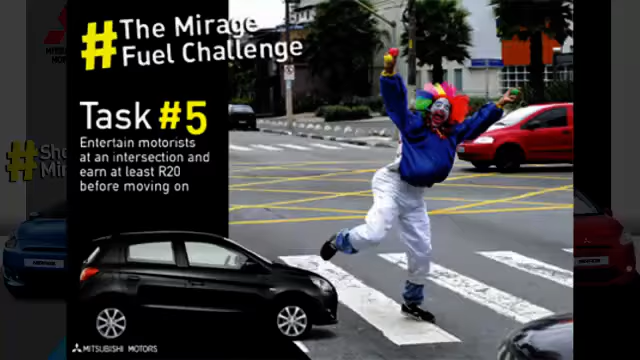 #The Mirage
Fuel Challenge
Task #5
Entertain motorists
at an intersection and
earn at least R20
before moving on
MITSUBISHI MOTORS